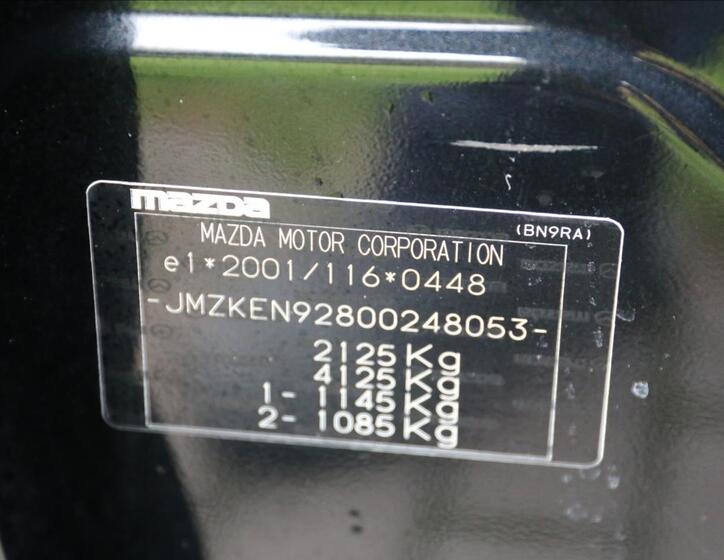 mazda
(BN9RA)
MAZDA MOTOR CORPORATION
e1*2001/116*0448
-JMZKEN92800248053-
2125Kg
4125Kg
1- 1145Kg
2- 1085Kg